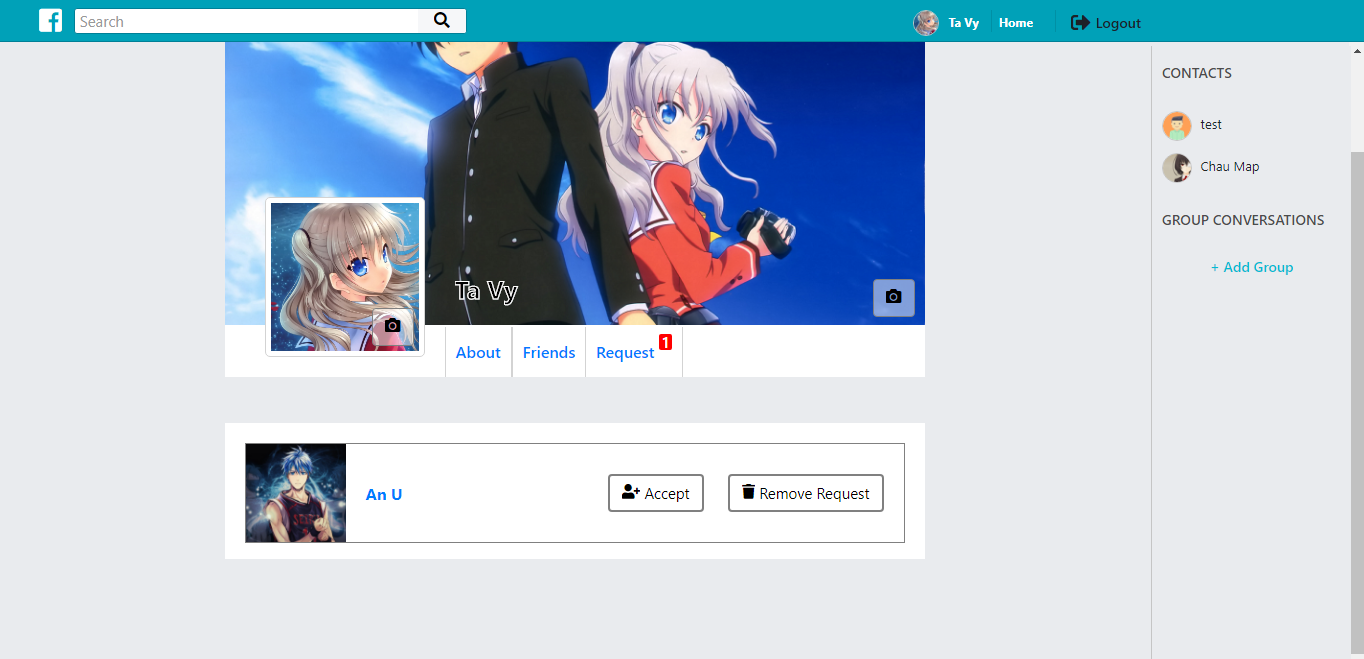 Search
Ta Vy
Home
Logout
CONTACTS
test
Chau Map
GROUP CONVERSATIONS
+ Add Group
Ta Vy
About
Friends
Request 1
An U
Accept
Remove Request